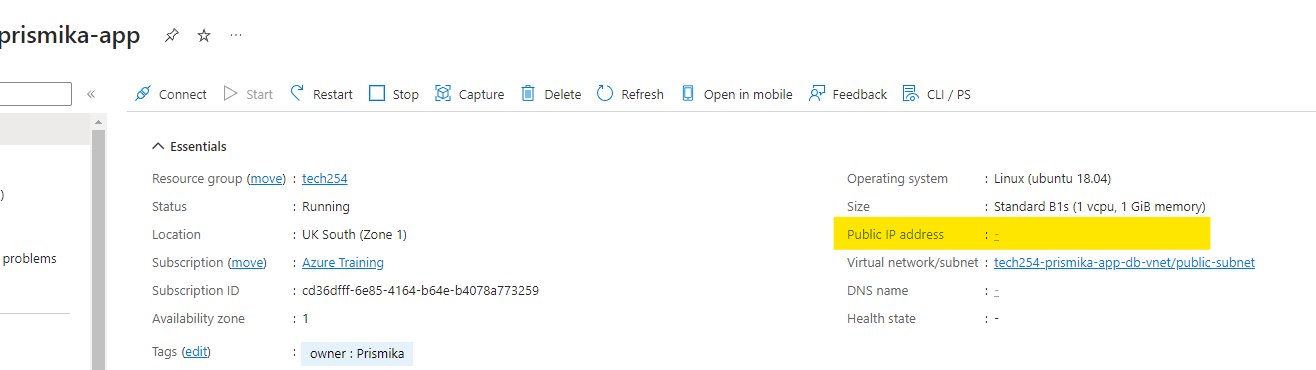 prismika-app
Connect Start Restart Stop Capture Delete Refresh Open in mobile Feedback CLI / PS
Essentials
Resource group (move) : tech254
Status : Running
Location : UK South (Zone 1)
Subscription (move) : Azure Training
Subscription ID : cd36dfff-6e85-4164-b64e-b4078a773259
Availability zone : 1
Tags (edit) : owner : Prismika
Operating system : Linux (ubuntu 18.04)
Size : Standard B1s (1 vcpu, 1 GiB memory)
Public IP address : -
Virtual network/subnet : tech254-prismika-app-db-vnet/public-subnet
DNS name : -
Health state : -
)
problems